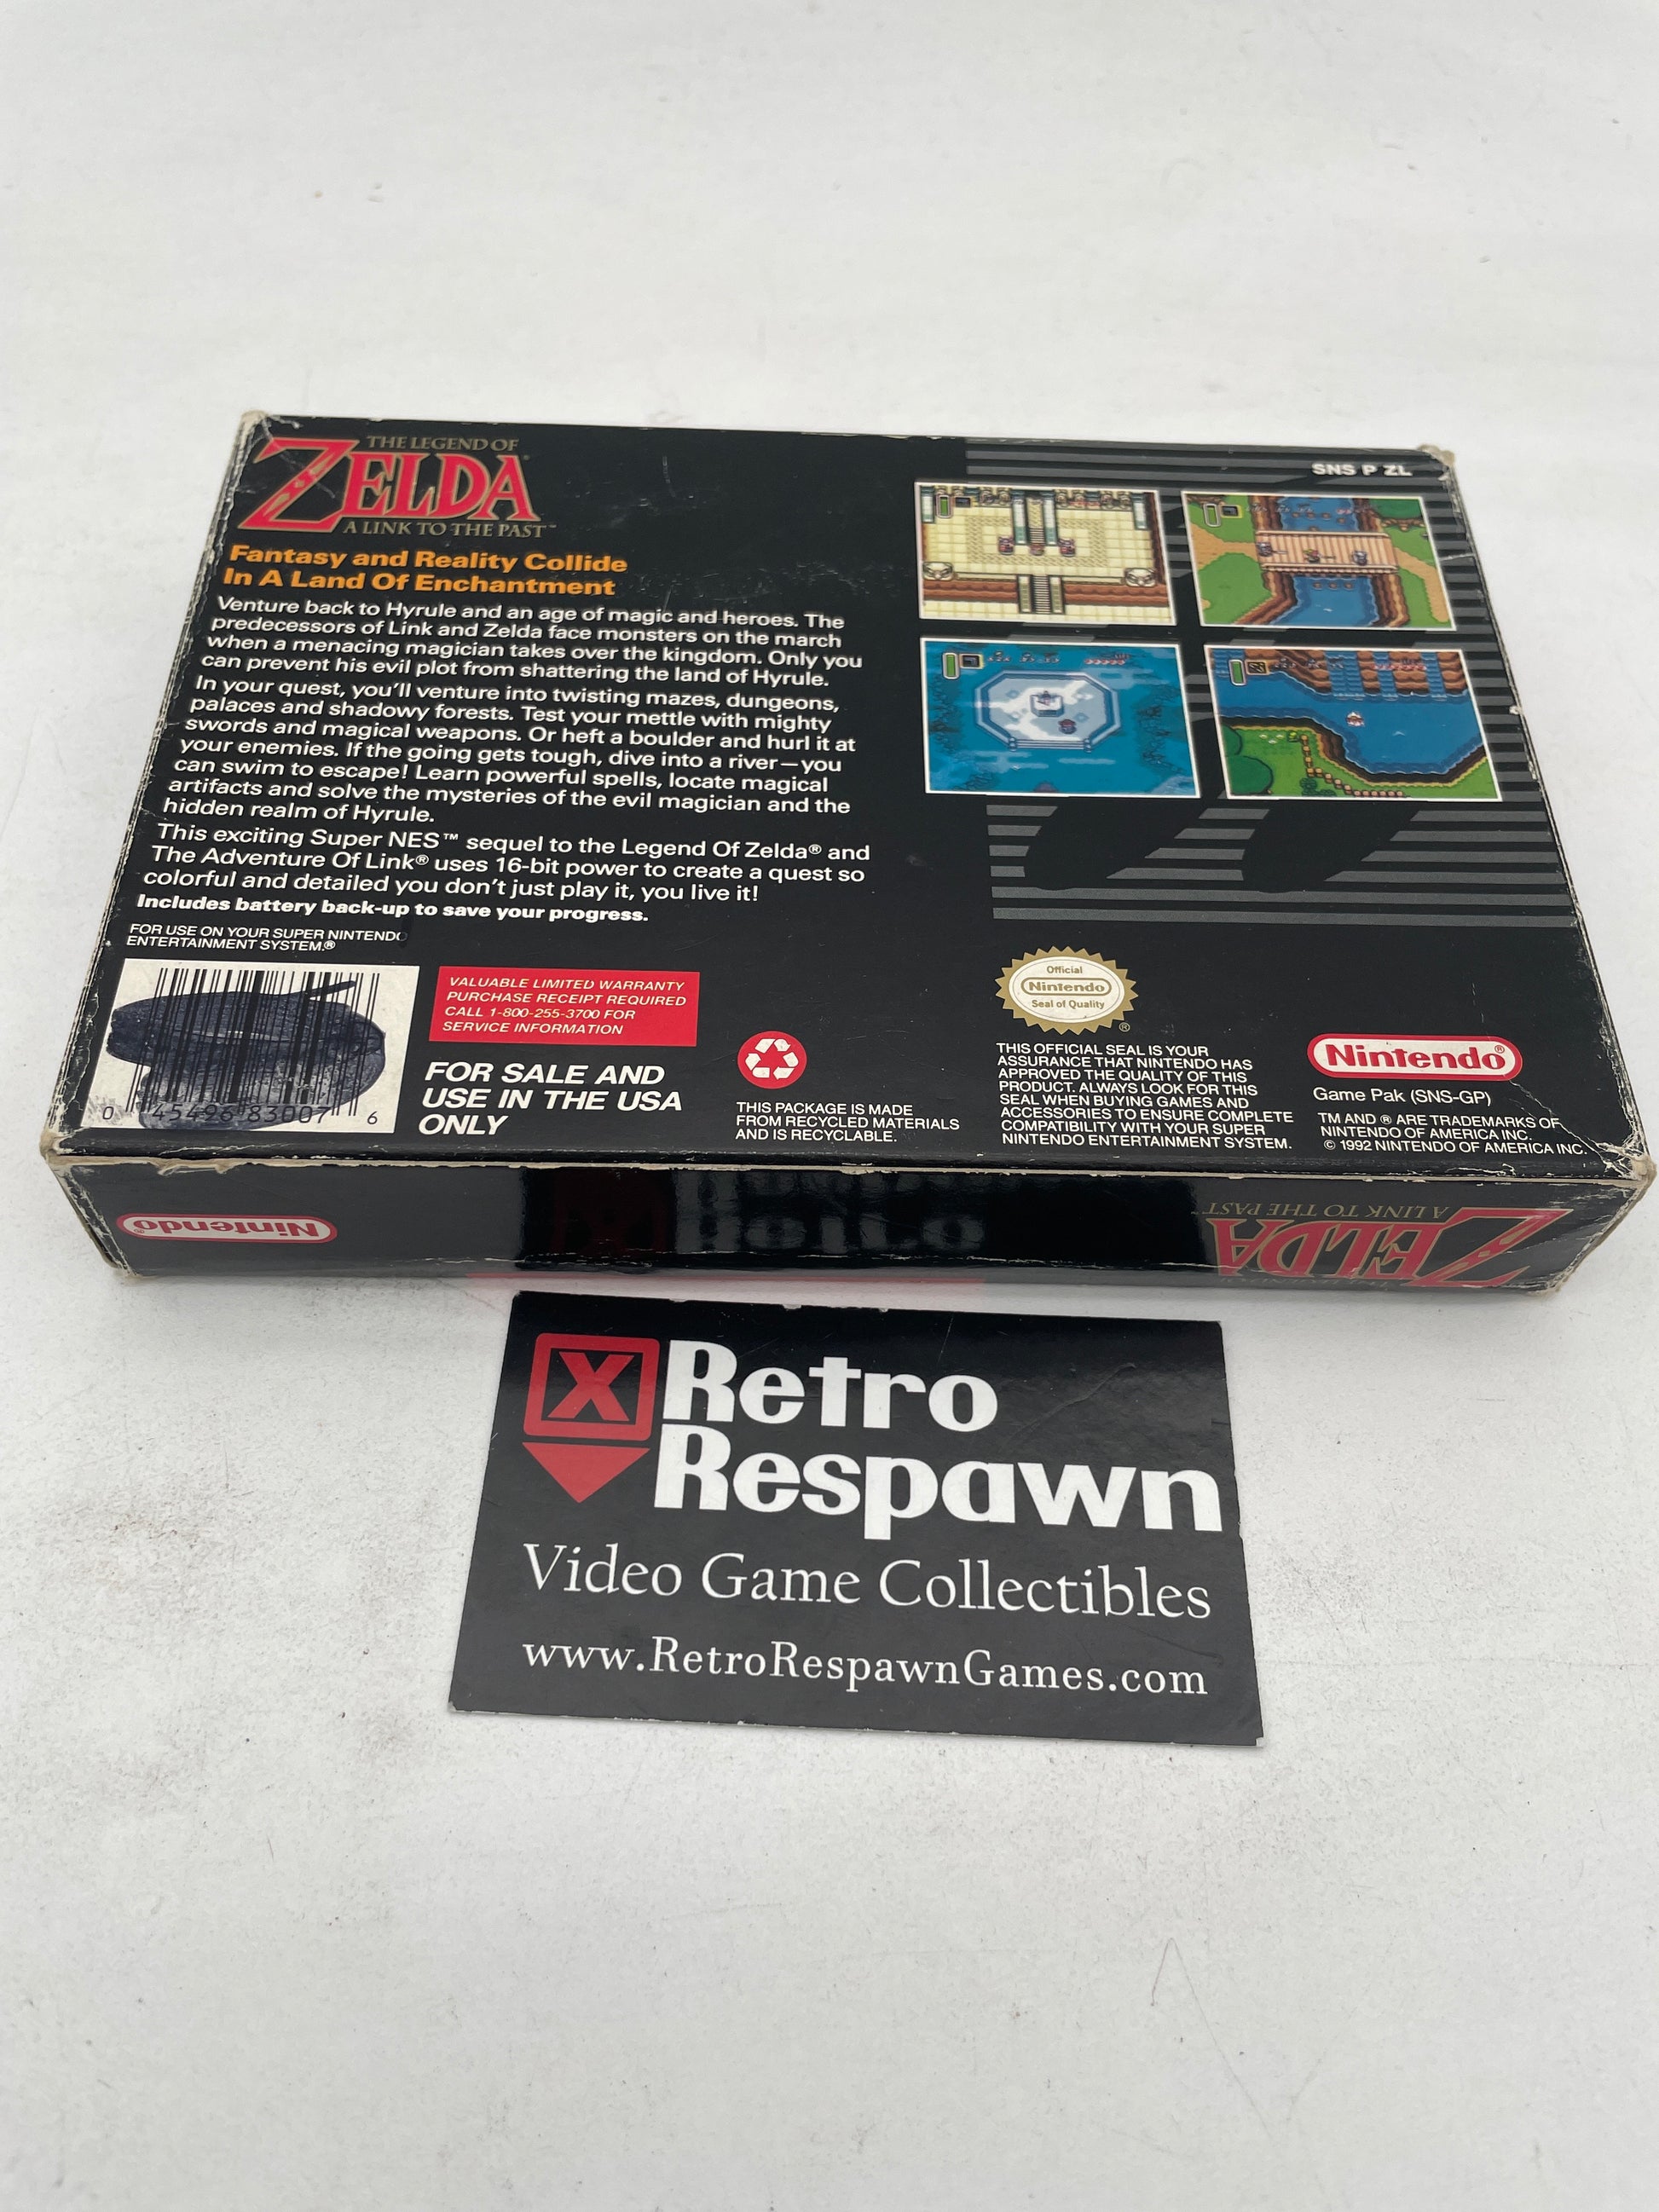 THE LEGEND OF
ZELDA
A LINK TO THE PAST™
Fantasy and Reality Collide
In A Land Of Enchantment
Venture back to Hyrule and an age of magic and heroes. The
predecessors of Link and Zelda face monsters on the march
when a menacing magician takes over the kingdom. Only you
can prevent his evil plot from shattering the land of Hyrule.
In your quest, you'll venture into twisting mazes, dungeons,
palaces and shadowy forests. Test your mettle with mighty
swords and magical weapons. Or heft a boulder and hurl it at
your enemies. If the going gets tough, dive into a river—you
can swim to escape! Learn powerful spells, locate magical
artifacts and solve the mysteries of the evil magician and the
hidden realm of Hyrule.
This exciting Super NES™ sequel to the Legend Of Zelda® and
The Adventure Of Link® uses 16-bit power to create a quest so
colorful and detailed you don't just play it, you live it!
Includes battery back-up to save your progress.
FOR USE ON YOUR SUPER NINTENDO
ENTERTAINMENT SYSTEM.®
0 45496 83007 6
VALUABLE LIMITED WARRANTY
PURCHASE RECEIPT REQUIRED
CALL 1-800-255-3700 FOR
SERVICE INFORMATION
FOR SALE AND
USE IN THE USA
ONLY
THIS PACKAGE IS MADE
FROM RECYCLED MATERIALS
AND IS RECYCLABLE.
SNS P ZL
Official
Nintendo
Seal of Quality
®
THIS OFFICIAL SEAL IS YOUR
ASSURANCE THAT NINTENDO HAS
APPROVED THE QUALITY OF THIS
PRODUCT. ALWAYS LOOK FOR THIS
SEAL WHEN BUYING GAMES AND
ACCESSORIES TO ENSURE COMPLETE
COMPATIBILITY WITH YOUR SUPER
NINTENDO ENTERTAINMENT SYSTEM.
Nintendo®
Game Pak (SNS-GP)
TM AND ® ARE TRADEMARKS OF
NINTENDO OF AMERICA INC.
© 1992 NINTENDO OF AMERICA INC.
Nintendo
ZELDA
A LINK TO THE PAST™
X Retro
Respawn
Video Game Collectibles
www.RetroRespawnGames.com